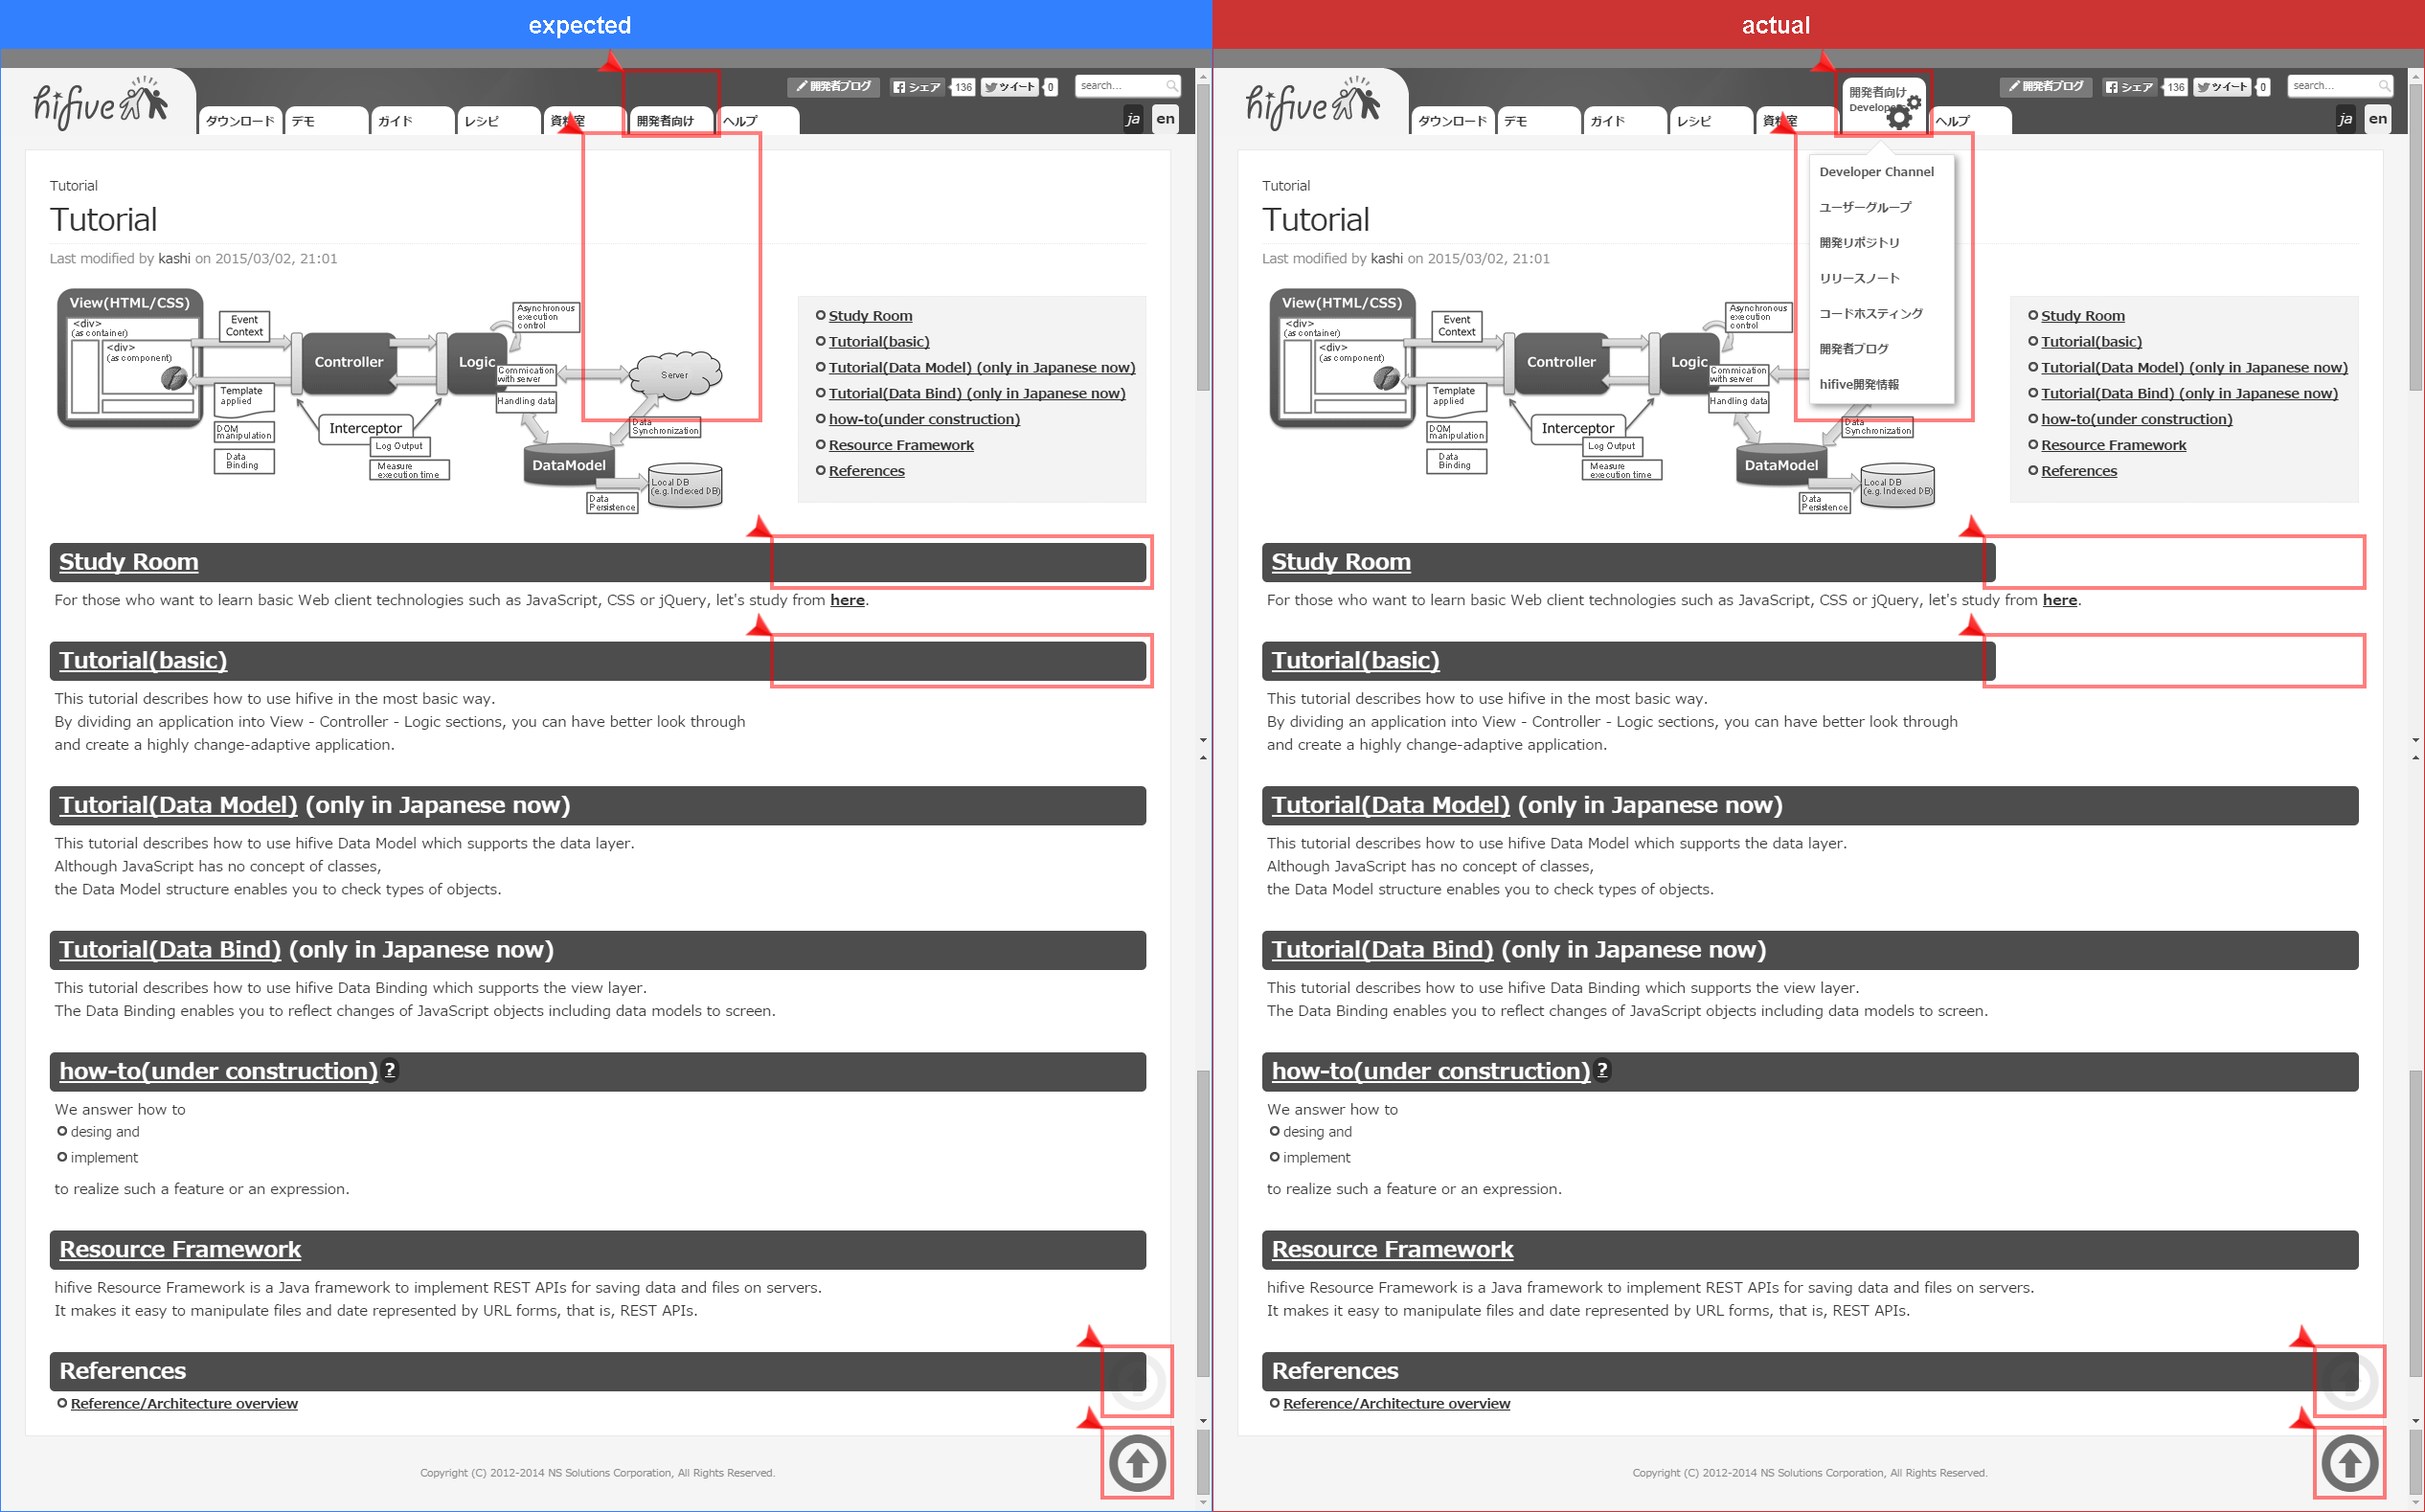 expected
hifive
開発者ブログ
シェア
136
ツイート
0
search...
ダウンロード
デモ
ガイド
レシピ
開発者向け
ヘルプ
ja
en
Tutorial
Tutorial
Last modified by kashi on 2015/03/02, 21:01
View(HTML/CSS)
<div>
(as container)
<div>
(as component)
Event
Context
Controller
Logic
Asynchronous
execution
control
Commication
with server
Server
Template
applied
Handling data
DOM
manipulation
Interceptor
Data
Synchronization
Log Output
Data
Binding
Measure
execution time
DataModel
Local DB
(e.g. Indexed DB)
Data
Persistence
Study Room
Tutorial(basic)
Tutorial(Data Model) (only in Japanese now)
Tutorial(Data Bind) (only in Japanese now)
how-to(under construction)
Resource Framework
References
Study Room
For those who want to learn basic Web client technologies such as JavaScript, CSS or jQuery, let's study from here.
Tutorial(basic)
This tutorial describes how to use hifive in the most basic way.
By dividing an application into View - Controller - Logic sections, you can have better look through
and create a highly change-adaptive application.
Tutorial(Data Model) (only in Japanese now)
This tutorial describes how to use hifive Data Model which supports the data layer.
Although JavaScript has no concept of classes,
the Data Model structure enables you to check types of objects.
Tutorial(Data Bind) (only in Japanese now)
This tutorial describes how to use hifive Data Binding which supports the view layer.
The Data Binding enables you to reflect changes of JavaScript objects including data models to screen.
how-to(under construction)?
We answer how to
desing and
implement
to realize such a feature or an expression.
Resource Framework
hifive Resource Framework is a Java framework to implement REST APIs for saving data and files on servers.
It makes it easy to manipulate files and date represented by URL forms, that is, REST APIs.
References
Reference/Architecture overview
Copyright (C) 2012-2014 NS Solutions Corporation, All Rights Reserved.
actual
hifive
開発者ブログ
シェア
136
ツイート
0
search...
ダウンロード
デモ
ガイド
レシピ
開発者向け
ヘルプ
ja
en
Developer Channel
ユーザーグループ
開発リポジトリ
リリースノート
コードホスティング
開発者ブログ
hifive開発情報
Tutorial
Tutorial
Last modified by kashi on 2015/03/02, 21:01
View(HTML/CSS)
<div>
(as container)
<div>
(as component)
Event
Context
Controller
Logic
Asynchronous
execution
control
Commication
with server
Template
applied
Handling data
DOM
manipulation
Interceptor
Data
Synchronization
Log Output
Data
Binding
Measure
execution time
DataModel
Local DB
(e.g. Indexed DB)
Data
Persistence
Study Room
Tutorial(basic)
Tutorial(Data Model) (only in Japanese now)
Tutorial(Data Bind) (only in Japanese now)
how-to(under construction)
Resource Framework
References
Study Room
For those who want to learn basic Web client technologies such as JavaScript, CSS or jQuery, let's study from here.
Tutorial(basic)
This tutorial describes how to use hifive in the most basic way.
By dividing an application into View - Controller - Logic sections, you can have better look through
and create a highly change-adaptive application.
Tutorial(Data Model) (only in Japanese now)
This tutorial describes how to use hifive Data Model which supports the data layer.
Although JavaScript has no concept of classes,
the Data Model structure enables you to check types of objects.
Tutorial(Data Bind) (only in Japanese now)
This tutorial describes how to use hifive Data Binding which supports the view layer.
The Data Binding enables you to reflect changes of JavaScript objects including data models to screen.
how-to(under construction)?
We answer how to
desing and
implement
to realize such a feature or an expression.
Resource Framework
hifive Resource Framework is a Java framework to implement REST APIs for saving data and files on servers.
It makes it easy to manipulate files and date represented by URL forms, that is, REST APIs.
References
Reference/Architecture overview
Copyright (C) 2012-2014 NS Solutions Corporation, All Rights Reserved.